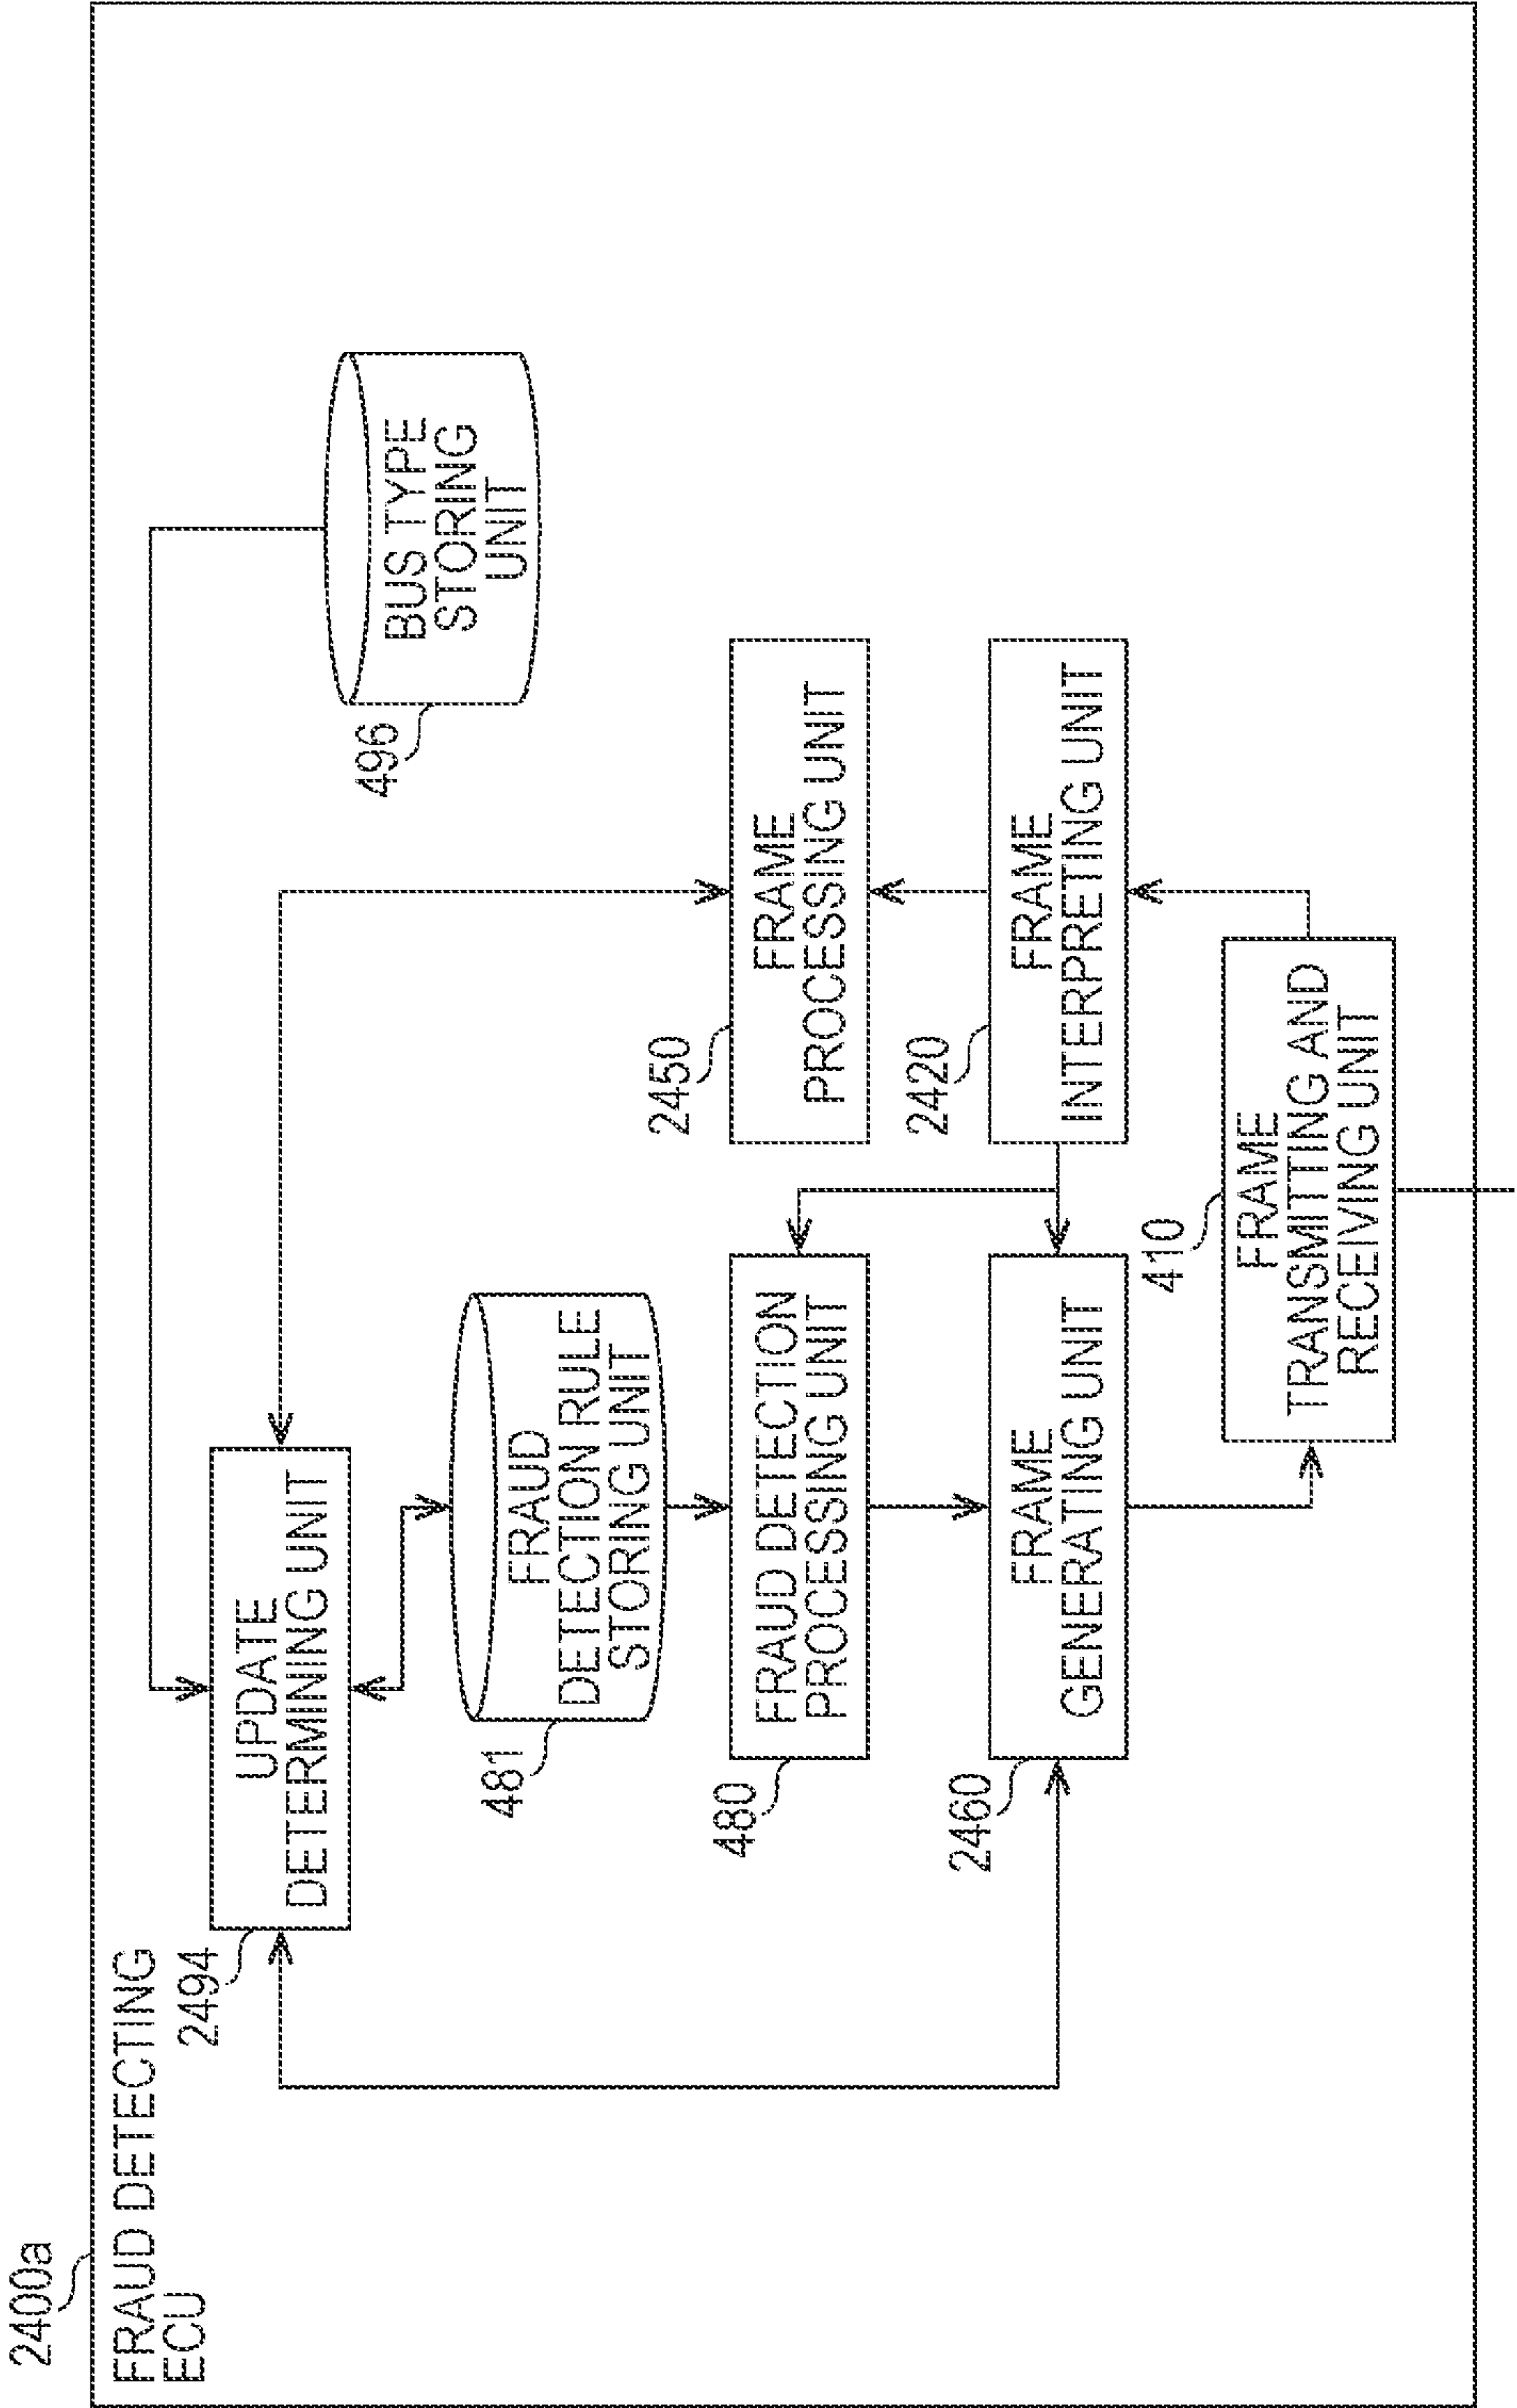 2400a
FRAUD DETECTING
ECU
2494
UPDATE
DETERMINING UNIT
496
BUS TYPE
STORING
UNIT
481
FRAUD
DETECTION RULE
STORING UNIT
480
FRAUD DETECTION
PROCESSING UNIT
2450
FRAME
PROCESSING UNIT
2460
FRAME
GENERATING UNIT
2420
FRAME
INTERPRETING UNIT
410
FRAME
TRANSMITTING AND
RECEIVING UNIT